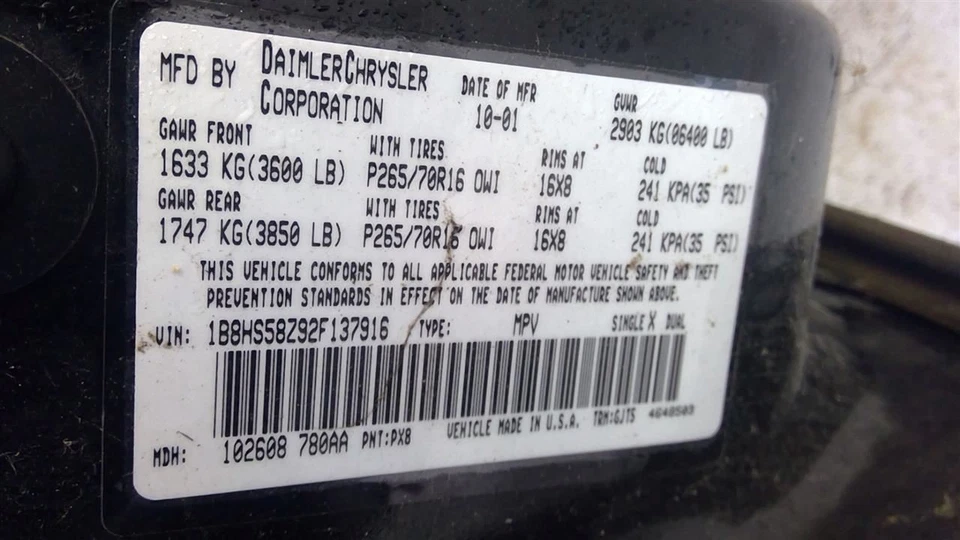 MFD BY DAIMLERCHRYSLER CORPORATION DATE OF MFR 10-01 GVWR 2903 KG(06400 LB)
GAWR FRONT WITH TIRES RIMS AT COLD
1633 KG(3600 LB) P265/70R16 OWI 16X8 241 KPA(35 PSI)
GAWR REAR WITH TIRES RIMS AT COLD
1747 KG(3850 LB) P265/70R16 OWI 16X8 241 KPA(35 PSI)
THIS VEHICLE CONFORMS TO ALL APPLICABLE FEDERAL MOTOR VEHICLE SAFETY AND THEFT
PREVENTION STANDARDS IN EFFECT ON THE DATE OF MANUFACTURE SHOWN ABOVE.
VIN: 1B8HS58Z92F137916 TYPE: MPV SINGLE X DUAL
MDH: 102608 780AA PNT:PX8 VEHICLE MADE IN U.S.A. TRM:GJTS 4648503